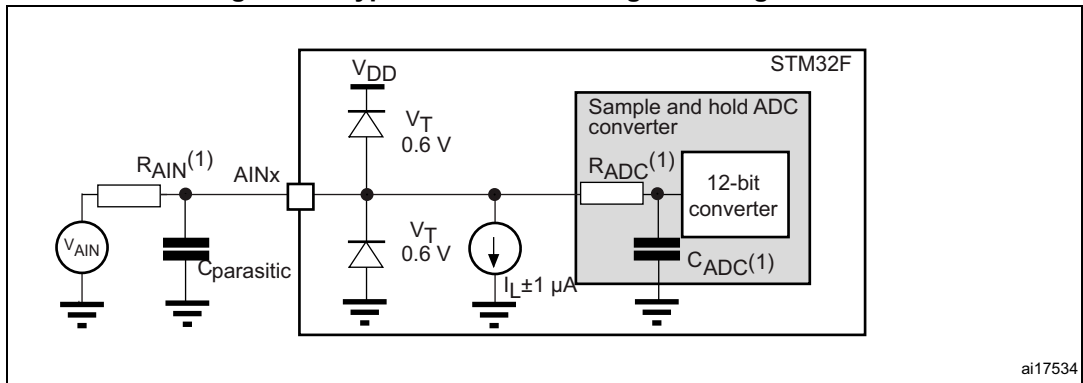 STM32F
VDD
Sample and hold ADC
converter
VT
0.6 V
RAIN(1)
AINx
RADC(1)
12-bit
converter
VAIN
Cparasitic
VT
0.6 V
IL±1 µA
CADC(1)
ai17534